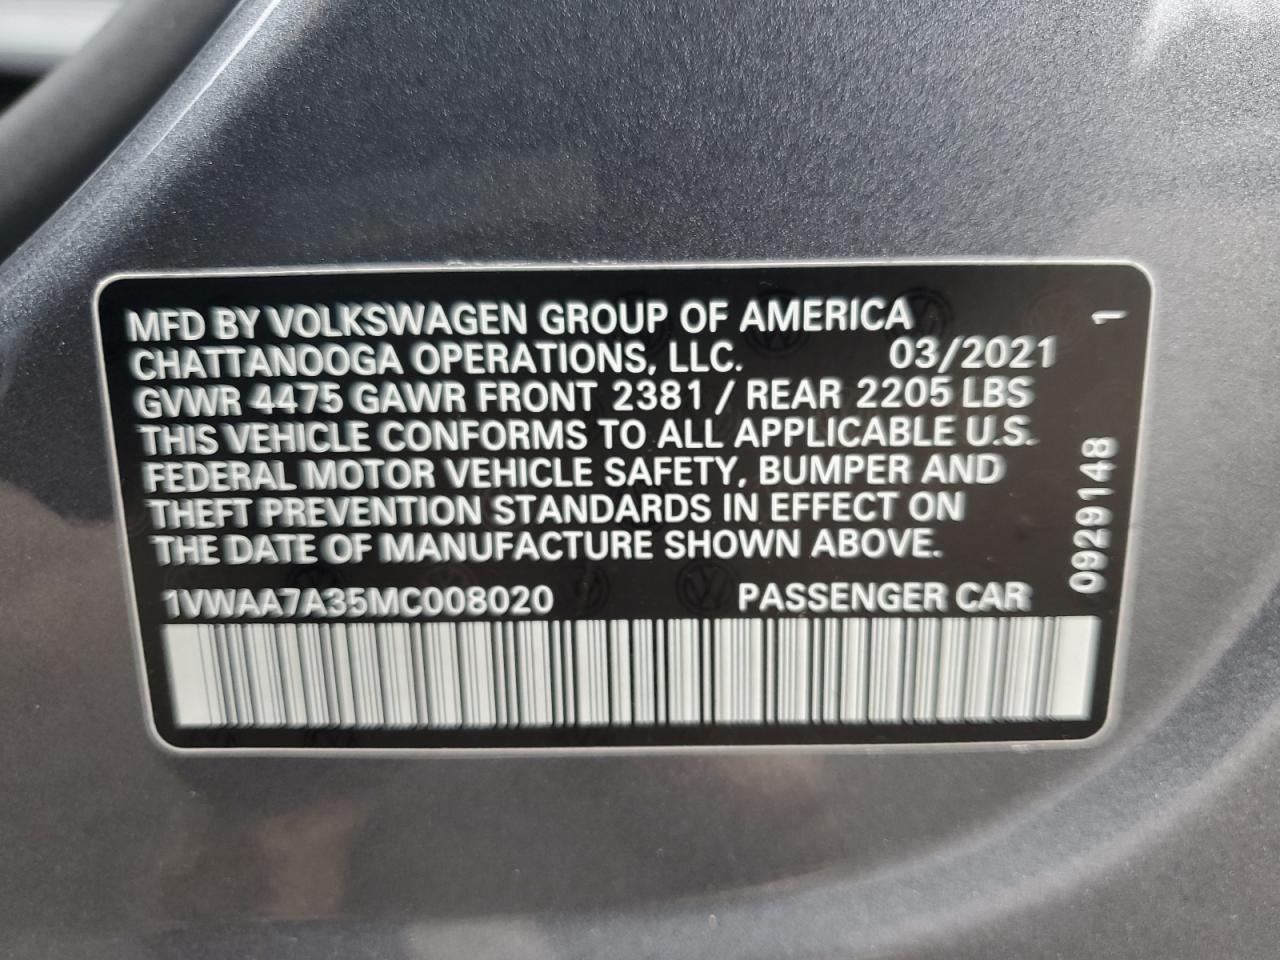 MFD BY VOLKSWAGEN GROUP OF AMERICA
CHATTANOOGA OPERATIONS, LLC. 03/2021
GVWR 4475 GAWR FRONT 2381 / REAR 2205 LBS
THIS VEHICLE CONFORMS TO ALL APPLICABLE U.S.
FEDERAL MOTOR VEHICLE SAFETY, BUMPER AND
THEFT PREVENTION STANDARDS IN EFFECT ON
THE DATE OF MANUFACTURE SHOWN ABOVE.
1VWAA7A35MC008020 PASSENGER CAR
0929148 1